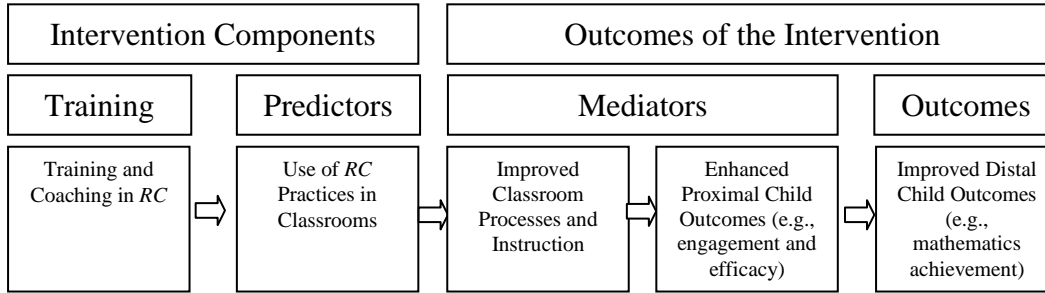 Intervention Components
Outcomes of the Intervention
Training
Predictors
Mediators
Outcomes
Training and
Coaching in RC
Use of RC
Practices in
Classrooms
Improved
Classroom
Processes and
Instruction
Enhanced
Proximal Child
Outcomes (e.g.,
engagement and
efficacy)
Improved Distal
Child Outcomes
(e.g.,
mathematics
achievement)